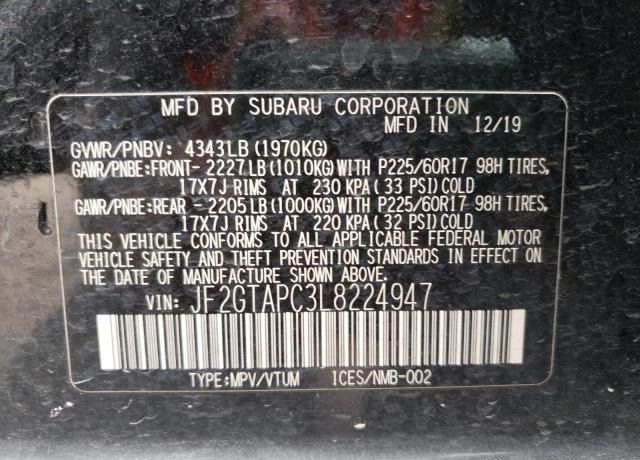 MFD BY SUBARU CORPORATION
MFD IN 12/19
GVWR/PNBV: 4343LB (1970KG)
GAWR/PNBE:FRONT- 2227 LB (1010KG) WITH P225/60R17 98H TIRES,
17X7J RIMS AT 230 KPA ( 33 PSI) COLD
GAWR/PNBE:REAR - 2205 LB (1000KG) WITH P225/60R17 98H TIRES,
17X7J RIMS AT 220 KPA ( 32 PSI) COLD
THIS VEHICLE CONFORMS TO ALL APPLICABLE FEDERAL MOTOR
VEHICLE SAFETY AND THEFT PREVENTION STANDARDS IN EFFECT ON
THE DATE OF MANUFACTURE SHOWN ABOVE.
VIN: JF2GTAPC3L8224947
TYPE:MPV/VTUM ICES/NMB-002